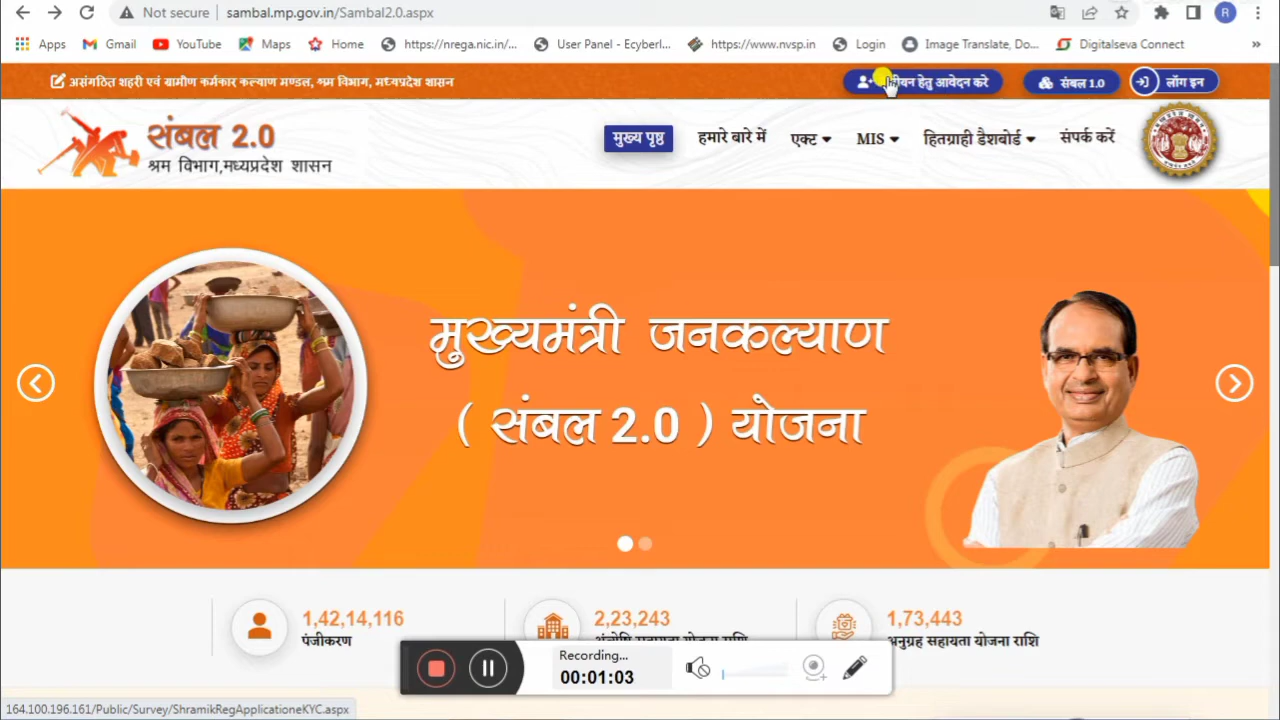 Not secure
sambal.mp.gov.in/Sambal2.0.aspx
R
Apps
Gmail
YouTube
Maps
Home
https://nrega.nic.in/...
User Panel - Ecyberl...
https://www.nvsp.in
Login
Image Translate, Do...
Digitalseva Connect
»
असंगठित शहरी एवं ग्रामीण कर्मकार कल्याण मण्डल, श्रम विभाग, मध्यप्रदेश शासन
हेतु आवेदन करे
संबल 1.0
लॉग इन
संबल 2.0
श्रम विभाग,मध्यप्रदेश शासन
मुख्य पृष्ठ
हमारे बारे में
एक्ट
MIS
हितग्राही डैशबोर्ड
संपर्क करें
मुख्यमंत्री जनकल्याण
( संबल 2.0 ) योजना
1,42,14,116
पंजीकरण
2,23,243
1,73,443
अनुग्रह सहायता योजना राशि
Recording...
00:01:03
164.100.196.161/Public/Survey/ShramikRegApplicationeKYC.aspx